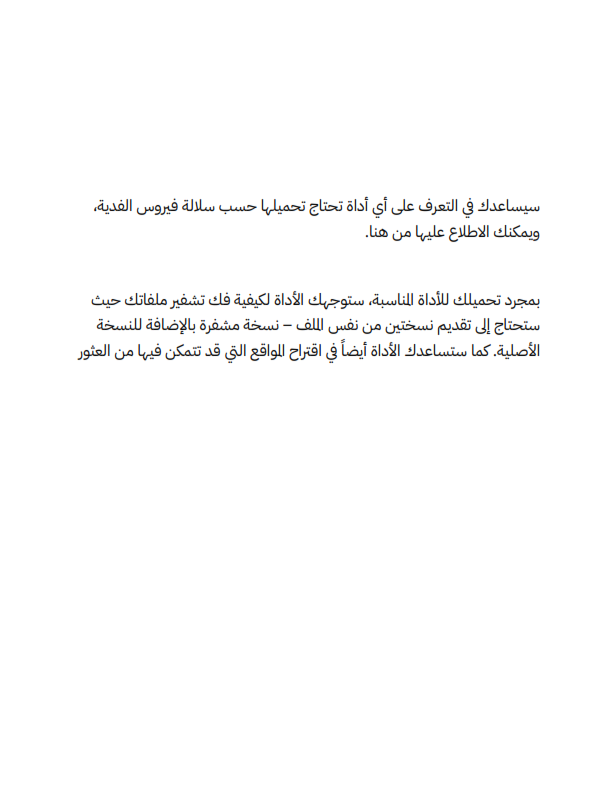 سيساعدك في التعرف على أي أداة تحتاج تحميلها حسب سلالة فيروس الفدية،
ويمكنك الاطلاع عليها من هنا.
بمجرد تحميلك للأداة المناسبة، ستوجهك الأداة لكيفية فك تشفير ملفاتك حيث
ستحتاج إلى تقديم نسختين من نفس الملف – نسخة مشفرة بالإضافة للنسخة
الأصلية. كما ستساعدك الأداة أيضاً في اقتراح المواقع التي قد تتمكن فيها من العثور